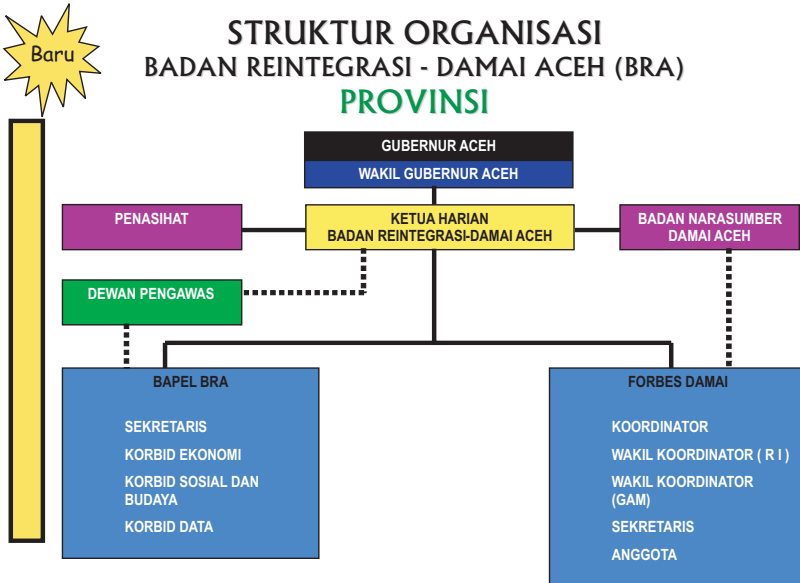 Baru
STRUKTUR ORGANISASI
BADAN REINTEGRASI - DAMAI ACEH (BRA)
PROVINSI
GUBERNUR ACEH
WAKIL GUBERNUR ACEH
PENASIHAT
KETUA HARIAN
BADAN REINTEGRASI-DAMAI ACEH
BADAN NARASUMBER
DAMAI ACEH
DEWAN PENGAWAS
BAPEL BRA
SEKRETARIS
KORBID EKONOMI
KORBID SOSIAL DAN
BUDAYA
KORBID DATA
FORBES DAMAI
KOORDINATOR
WAKIL KOORDINATOR ( R I )
WAKIL KOORDINATOR
(GAM)
SEKRETARIS
ANGGOTA